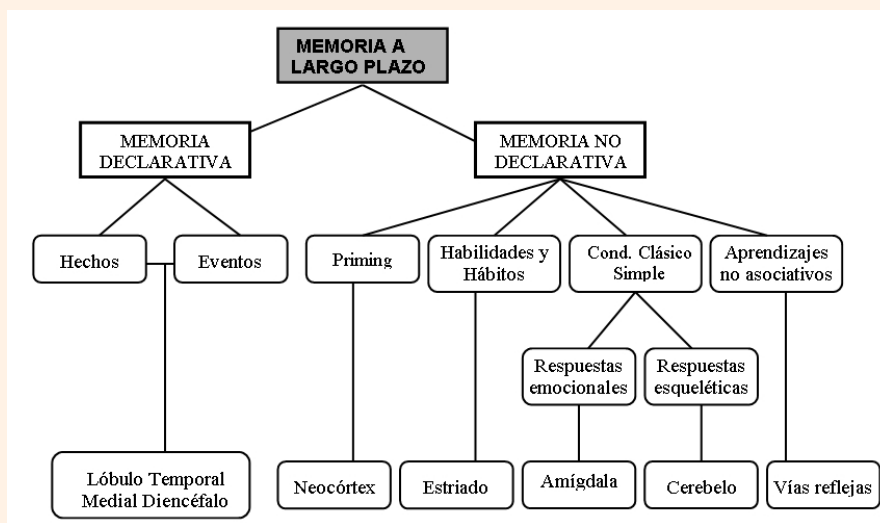 MEMORIA A
LARGO PLAZO
MEMORIA
DECLARATIVA
MEMORIA NO
DECLARATIVA
Hechos
Eventos
Priming
Habilidades y
Hábitos
Cond. Clásico
Simple
Aprendizajes
no asociativos
Respuestas
emocionales
Respuestas
esqueléticas
Lóbulo Temporal
Medial Diencéfalo
Neocórtex
Estriado
Amígdala
Cerebelo
Vías reflejas